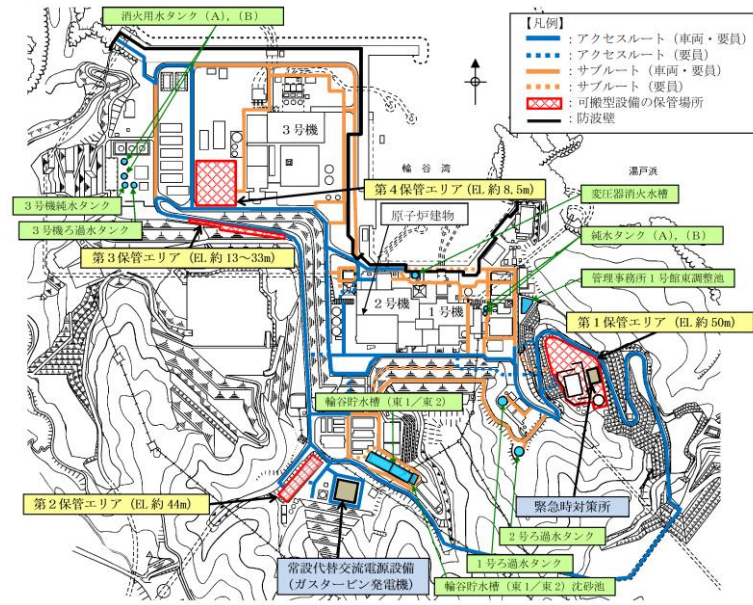 消火用水タンク（A），（B）
【凡例】
：アクセスルート（車両・要員）
：アクセスルート（要員）
：サブルート（車両・要員）
：サブルート（要員）
：可搬型設備の保管場所
：防波壁
３号機
輪谷湾
湯戸浜
第４保管エリア（EL 約 8.5m）
変圧器消火水槽
３号機純水タンク
原子炉建物
３号機ろ過水タンク
純水タンク（A），（B）
第３保管エリア（EL 約 13～33m）
管理事務所１号館東調整池
２号機
１号機
第１保管エリア（EL 約 50m）
輪谷貯水槽（東１／東２）
第２保管エリア（EL 約 44m）
緊急時対策所
２号ろ過水タンク
常設代替交流電源設備
（ガスタービン発電機）
１号ろ過水タンク
輪谷貯水槽（東１／東２）沈砂池